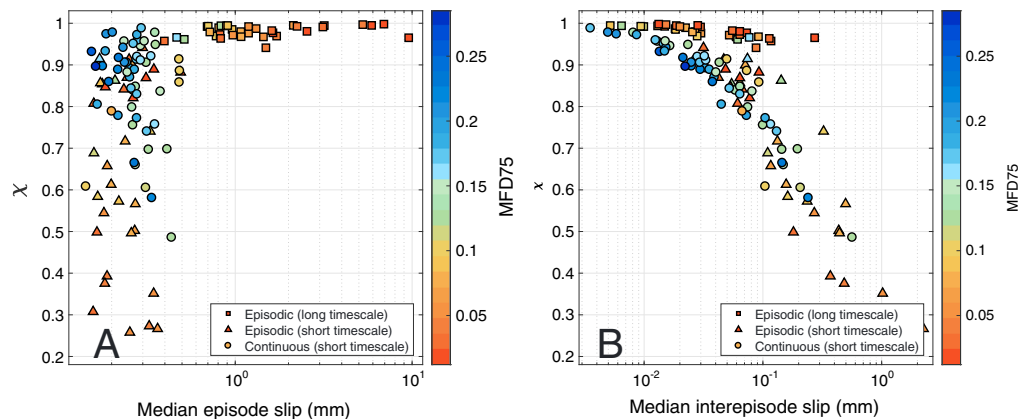 1
0.9
0.8
0.7
0.6
0.5
0.4
0.3
0.2
χ
A
Episodic (long timescale)
Episodic (short timescale)
Continuous (short timescale)
10⁰
10¹
Median episode slip (mm)
0.25
0.2
0.15
0.1
0.05
MFD75
1
0.9
0.8
0.7
0.6
0.5
0.4
0.3
0.2
χ
B
Episodic (long timescale)
Episodic (short timescale)
Continuous (short timescale)
10⁻²
10⁻¹
10⁰
Median interepisode slip (mm)
0.25
0.2
0.15
0.1
0.05
MFD75